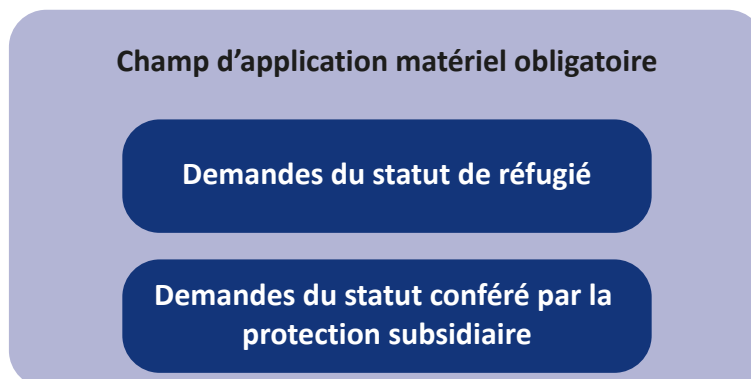 Champ d’application matériel obligatoire
Demandes du statut de réfugié
Demandes du statut conféré par la
protection subsidiaire